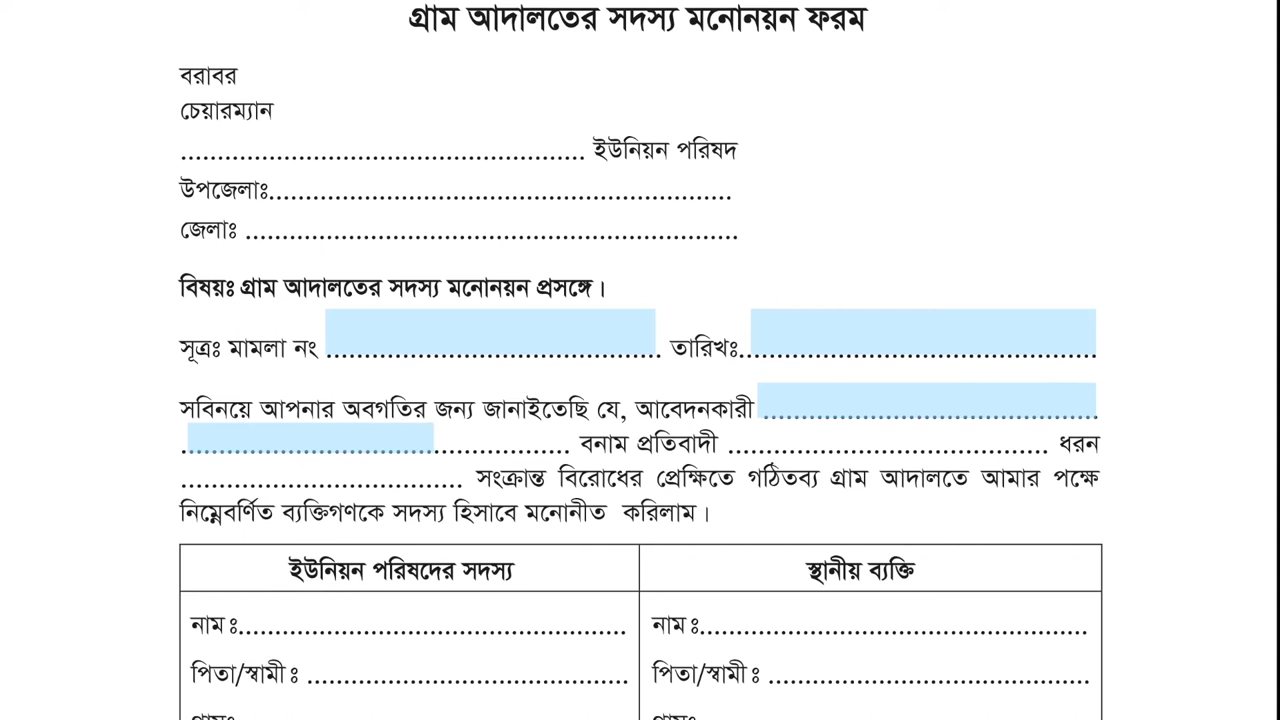 গ্রাম আদালতের সদস্য মনোনয়ন ফরম
বরাবর
চেয়ারম্যান
....................................................... ইউনিয়ন পরিষদ
উপজেলাঃ...............................................................
জেলাঃ ...................................................................
বিষয়ঃ গ্রাম আদালতের সদস্য মনোনয়ন প্রসঙ্গে।
সূত্রঃ মামলা নং ............................................. তারিখঃ.................................................
সবিনয়ে আপনার অবগতির জন্য জানাইতেছি যে, আবেদনকারী ..............................................
..................................................... বনাম প্রতিবাদী ........................................... ধরন
...................................... সংক্রান্ত বিরোধের প্রেক্ষিতে গঠিতব্য গ্রাম আদালতে আমার পক্ষে
নিম্নেবর্ণিত ব্যক্তিগণকে সদস্য হিসাবে মনোনীত করিলাম।
ইউনিয়ন পরিষদের সদস্য স্থানীয় ব্যক্তি
নামঃ..................................................... নামঃ.....................................................
পিতা/স্বামীঃ ............................................ পিতা/স্বামীঃ ............................................